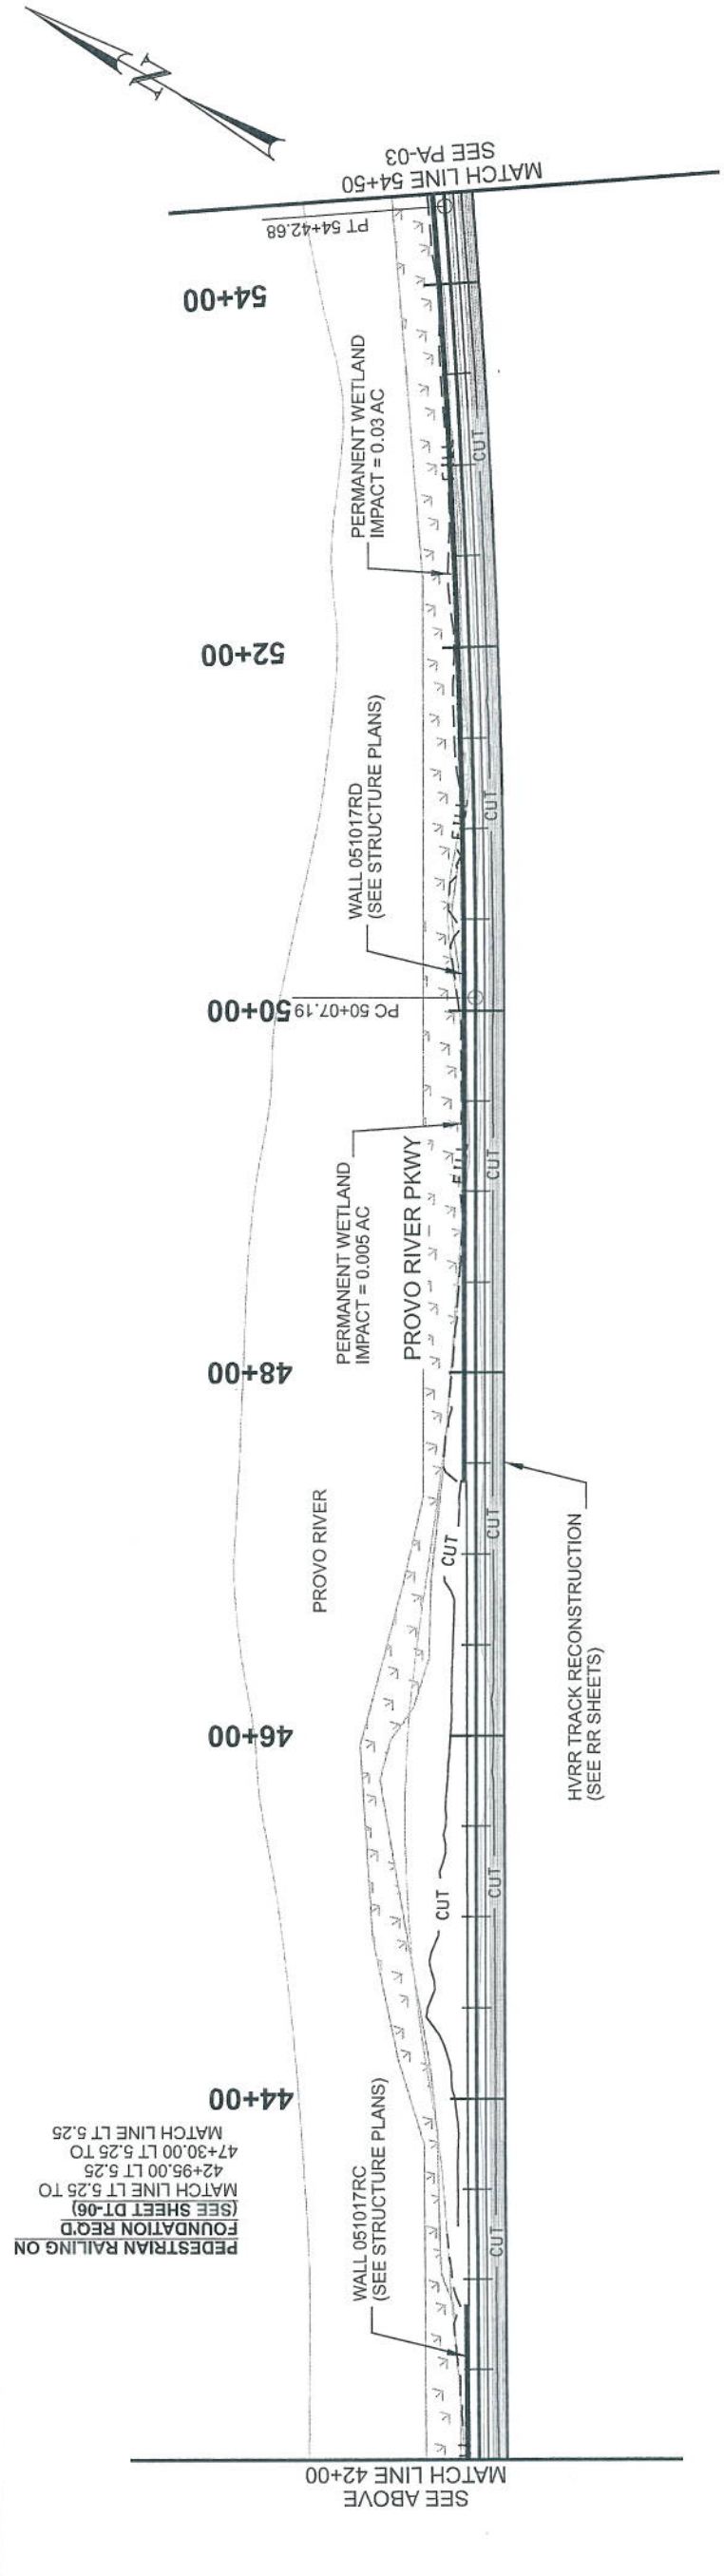 N
MATCH LINE 54+50
SEE PA-03
PT 54+42.68
54+00
PERMANENT WETLAND
IMPACT = 0.03 AC
FILL
CUT
52+00
WALL 051017RD
(SEE STRUCTURE PLANS)
FILL
CUT
50+00
PC 50+07.19
PERMANENT WETLAND
IMPACT = 0.005 AC
PROVO RIVER PKWY
FILL
CUT
48+00
PROVO RIVER
CUT
CUT
HVRR TRACK RECONSTRUCTION
(SEE RR SHEETS)
46+00
CUT
CUT
44+00
PEDESTRIAN RAILING ON
FOUNDATION REQ'D
(SEE SHEET DT-06)
MATCH LINE LT 5.25 TO
42+95.00 LT 5.25
47+30.00 LT 5.25 TO
MATCH LINE LT 5.25
WALL 051017RC
(SEE STRUCTURE PLANS)
CUT
SEE ABOVE
MATCH LINE 42+00